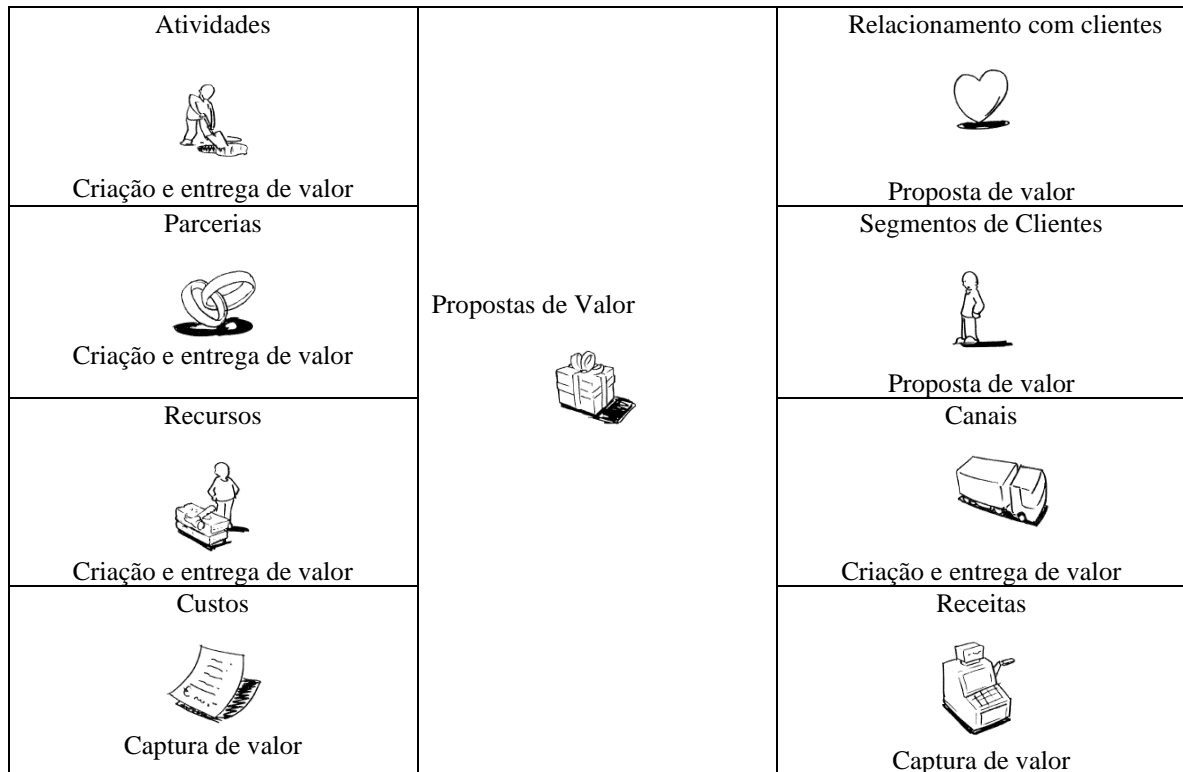 Atividades
Criação e entrega de valor
Parcerias
Criação e entrega de valor
Recursos
Criação e entrega de valor
Custos
Captura de valor
Propostas de Valor
Relacionamento com clientes
Proposta de valor
Segmentos de Clientes
Proposta de valor
Canais
Criação e entrega de valor
Receitas
Captura de valor